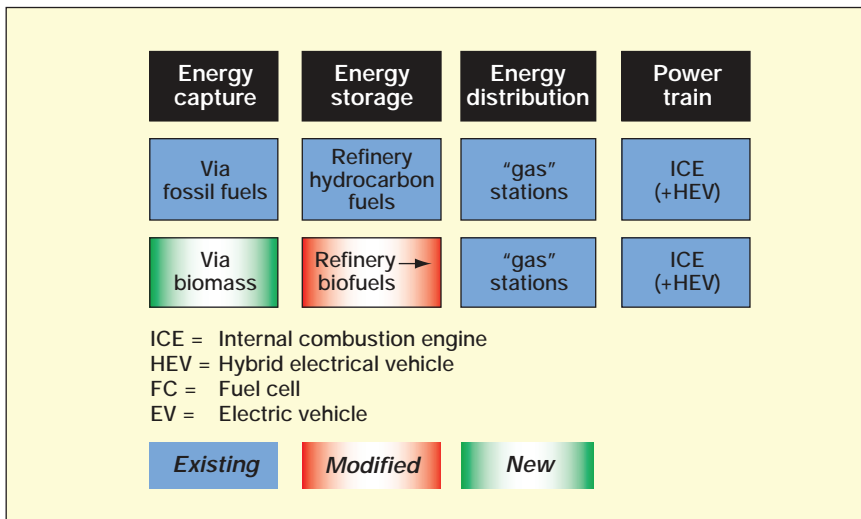 Energy capture
Energy storage
Energy distribution
Power train
Via fossil fuels
Refinery hydrocarbon fuels
“gas” stations
ICE (+HEV)
Via biomass
Refinery → biofuels
“gas” stations
ICE (+HEV)
ICE = Internal combustion engine
HEV = Hybrid electrical vehicle
FC = Fuel cell
EV = Electric vehicle
Existing
Modified
New